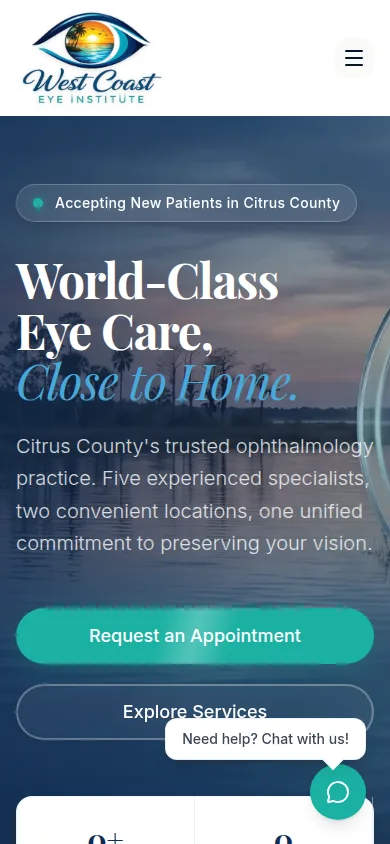 West Coast
EYE INSTITUTE
Accepting New Patients in Citrus County
World-Class
Eye Care,
Close to Home.
Citrus County's trusted ophthalmology
practice. Five experienced specialists,
two convenient locations, one unified
commitment to preserving your vision.
Request an Appointment
Explore Services
Need help? Chat with us!